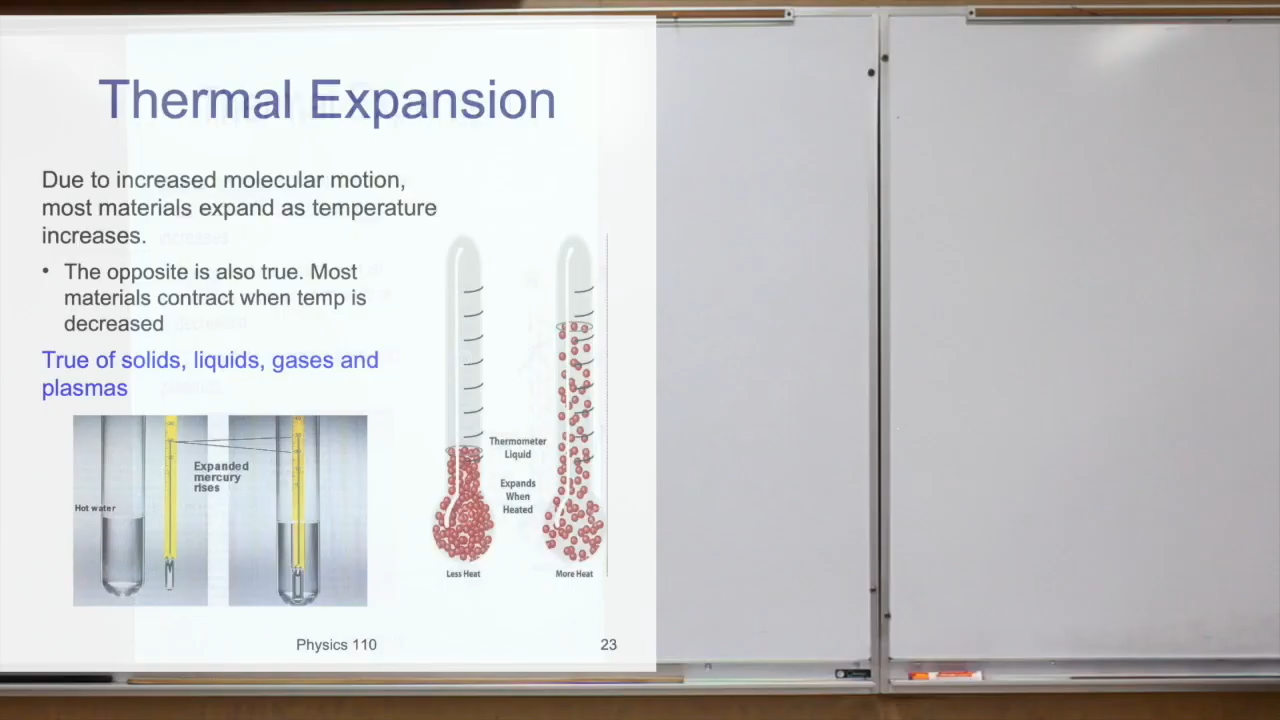 Thermal Expansion
Due to increased molecular motion,
most materials expand as temperature
increases.
• The opposite is also true. Most
materials contract when temp is
decreased
True of solids, liquids, gases and
plasmas
Expanded
mercury
rises
Hot water
Thermometer
Liquid
Expands
When
Heated
Less Heat
More Heat
Physics 110
23